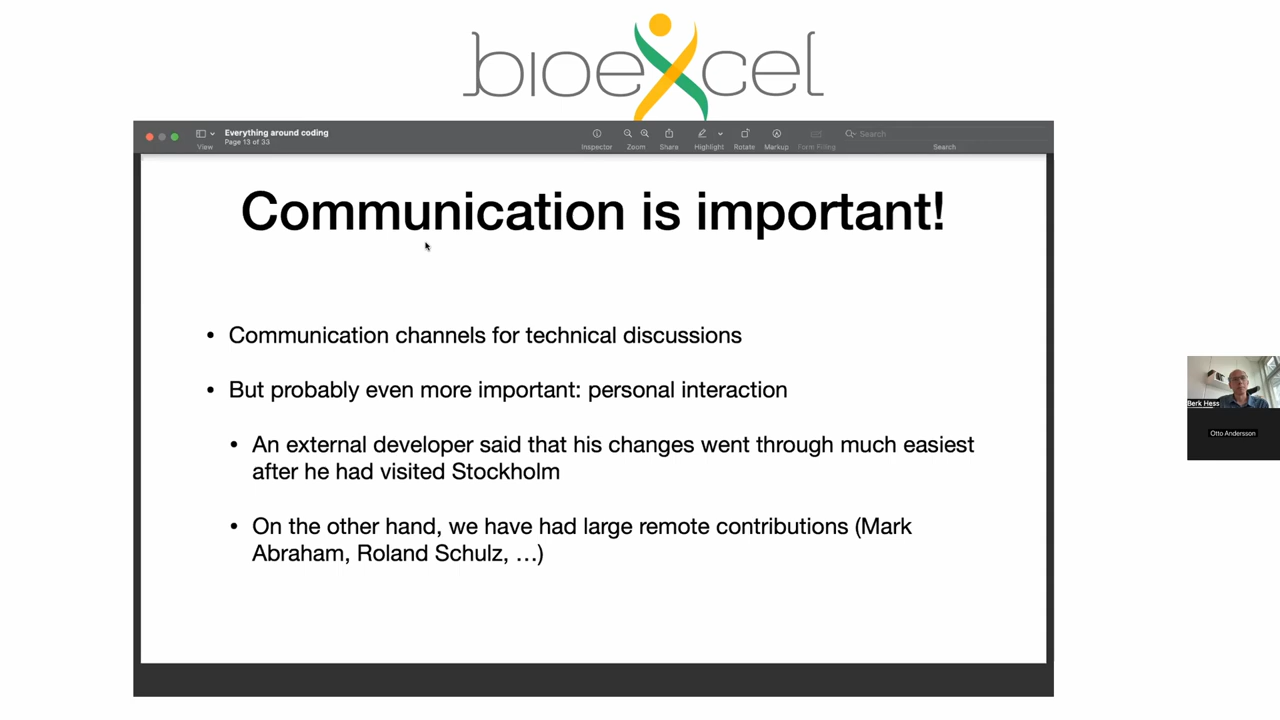 bioexcel
Everything around coding
Page 13 of 33
View
Inspector
Zoom
Share
Highlight
Rotate
Markup
Form Filling
Search
Search
Communication is important!
• Communication channels for technical discussions
• But probably even more important: personal interaction
• An external developer said that his changes went through much easiest
after he had visited Stockholm
• On the other hand, we have had large remote contributions (Mark
Abraham, Roland Schulz, …)
Berk Hess
Otto Andersson